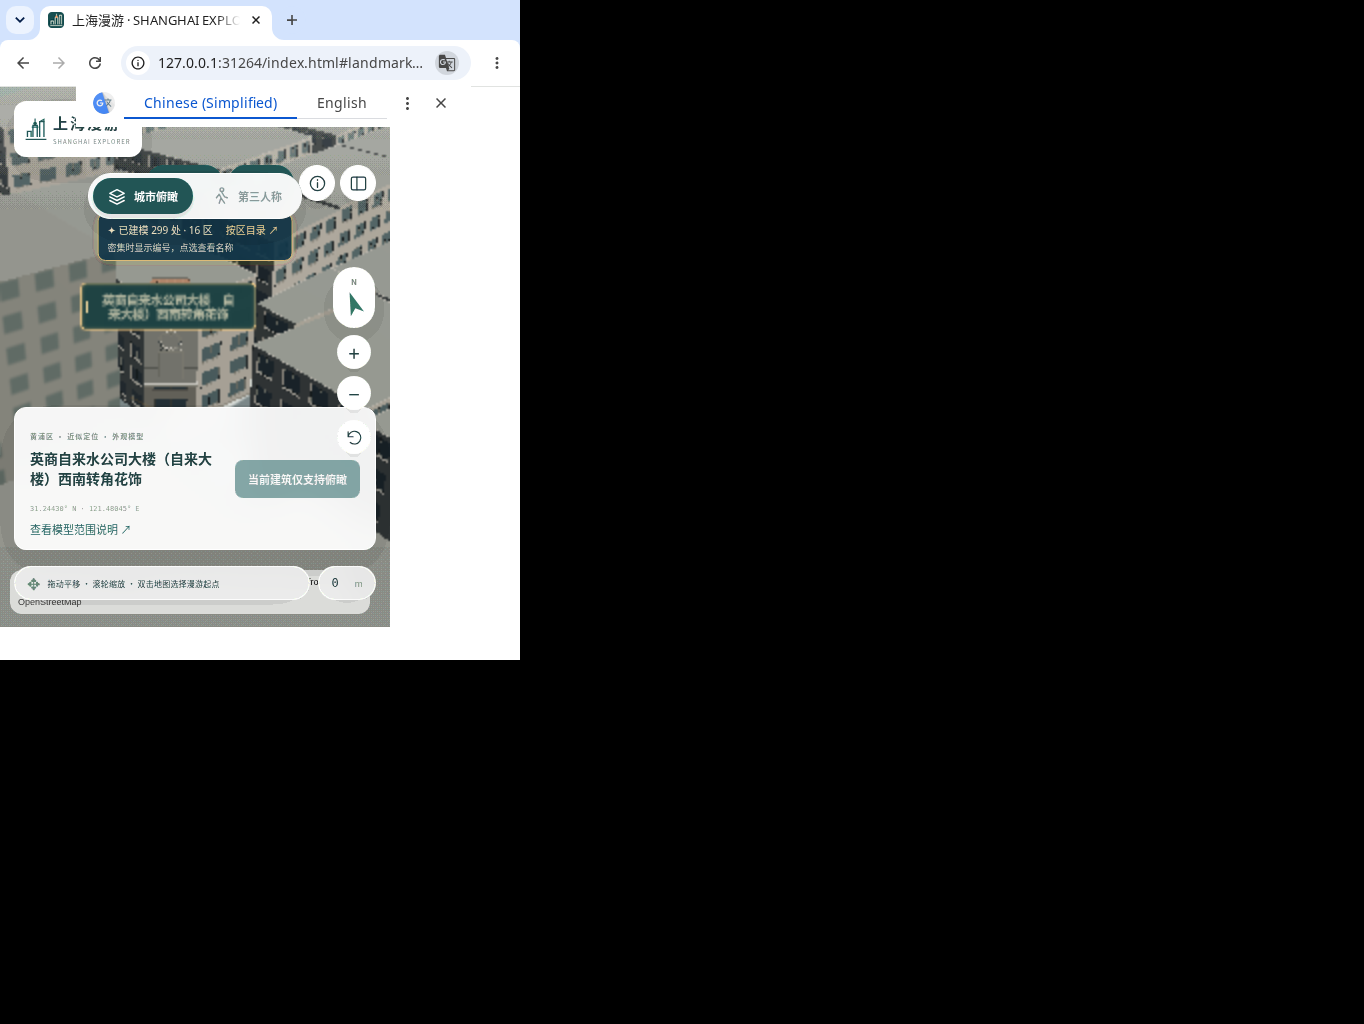 上海漫游 · SHANGHAI EXPLO
127.0.0.1:31264/index.html#landmark...
Chinese (Simplified)
English
上海漫游
SHANGHAI EXPLORER
城市俯瞰
第三人称
✦ 已建模 299 处 · 16 区 按区目录 ↗
密集时显示编号，点选查看名称
N
英商自来水公司大楼 自
来大楼）西南转角花饰
+
−
黄浦区 · 近似定位 · 外观模型
英商自来水公司大楼（自来大
楼）西南转角花饰
当前建筑仅支持俯瞰
31.24430° N · 121.48045° E
查看模型范围说明 ↗
拖动平移 · 滚轮缩放 · 双击地图选择漫游起点
0 m
OpenStreetMap